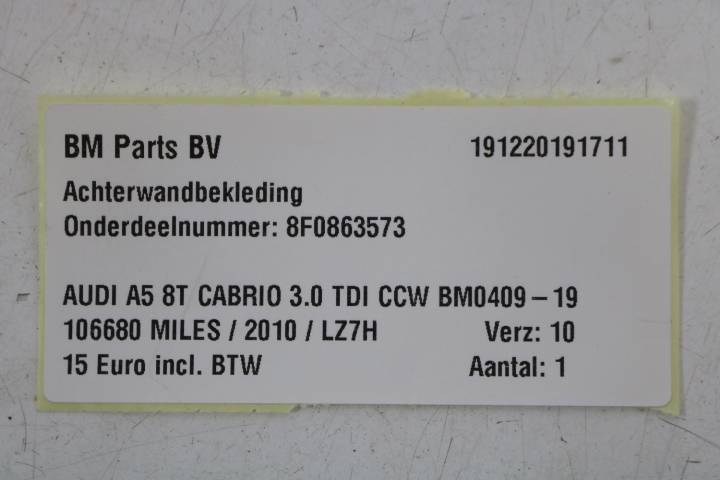 BM Parts BV 191220191711
Achterwandbekleding
Onderdeelnummer: 8F0863573
AUDI A5 8T CABRIO 3.0 TDI CCW BM0409-19
106680 MILES / 2010 / LZ7H Verz: 10
15 Euro incl. BTW Aantal: 1